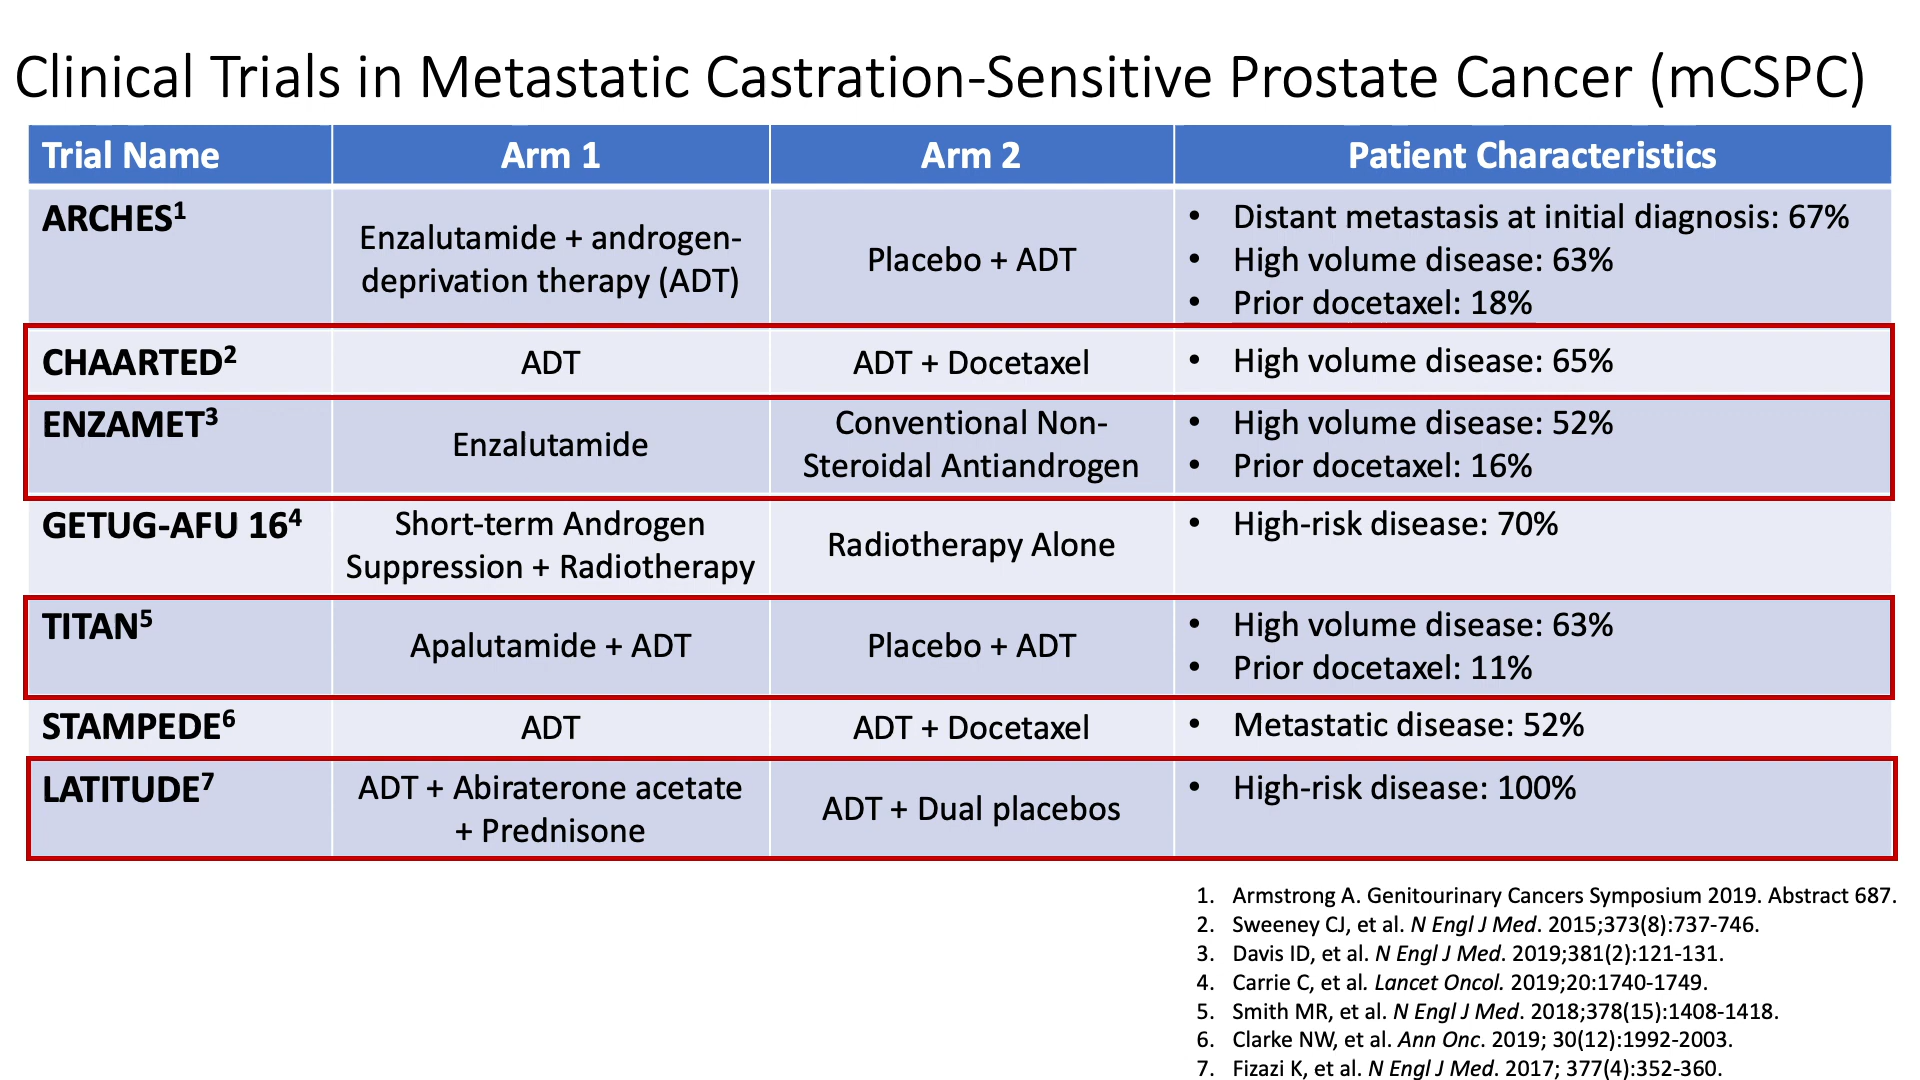 Clinical Trials in Metastatic Castration-Sensitive Prostate Cancer (mCSPC)
Trial Name Arm 1 Arm 2 Patient Characteristics
ARCHES1
Enzalutamide + androgen-
deprivation therapy (ADT)
Placebo + ADT
• Distant metastasis at initial diagnosis: 67%
• High volume disease: 63%
• Prior docetaxel: 18%
CHAARTED2
ADT
ADT + Docetaxel
• High volume disease: 65%
ENZAMET3
Enzalutamide
Conventional Non-
Steroidal Antiandrogen
• High volume disease: 52%
• Prior docetaxel: 16%
GETUG-AFU 164
Short-term Androgen
Suppression + Radiotherapy
Radiotherapy Alone
• High-risk disease: 70%
TITAN5
Apalutamide + ADT
Placebo + ADT
• High volume disease: 63%
• Prior docetaxel: 11%
STAMPEDE6
ADT
ADT + Docetaxel
• Metastatic disease: 52%
LATITUDE7
ADT + Abiraterone acetate
+ Prednisone
ADT + Dual placebos
• High-risk disease: 100%
1. Armstrong A. Genitourinary Cancers Symposium 2019. Abstract 687.
2. Sweeney CJ, et al. N Engl J Med. 2015;373(8):737-746.
3. Davis ID, et al. N Engl J Med. 2019;381(2):121-131.
4. Carrie C, et al. Lancet Oncol. 2019;20:1740-1749.
5. Smith MR, et al. N Engl J Med. 2018;378(15):1408-1418.
6. Clarke NW, et al. Ann Onc. 2019; 30(12):1992-2003.
7. Fizazi K, et al. N Engl J Med. 2017; 377(4):352-360.